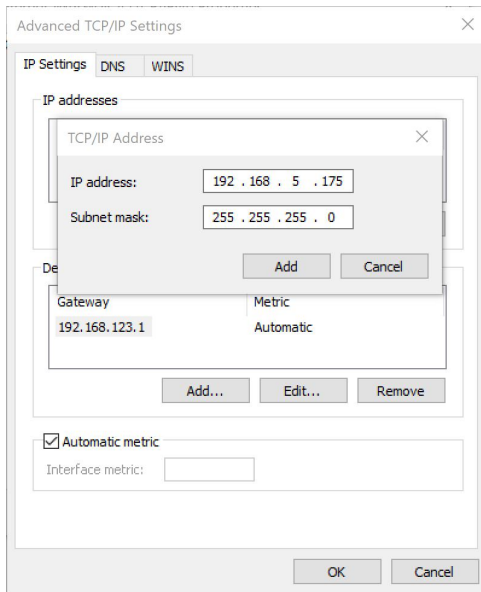 Advanced TCP/IP Settings
IP Settings DNS WINS
IP addresses
TCP/IP Address
IP address: 192 . 168 . 5 . 175
Subnet mask: 255 . 255 . 255 . 0
Add Cancel
De
Gateway Metric
192.168.123.1 Automatic
Add... Edit... Remove
Automatic metric
Interface metric:
OK Cancel